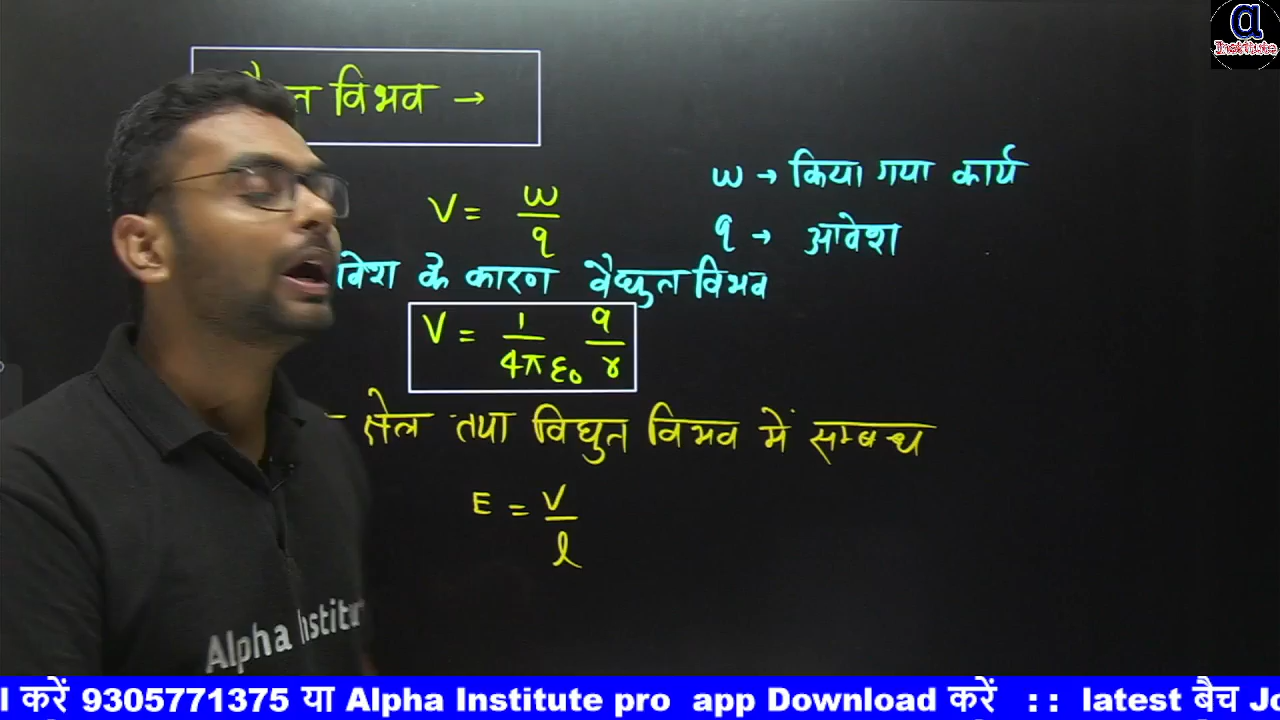 विभव →
V = w/q
w → किया गया कार्य
q → आवेश
के कारण वैद्युत विभव
V = 1/4πε₀ q/r
क्षेत्र तथा विद्युत विभव में सम्बन्ध
E = V/l
Alpha Institute
α
Institute
करें 9305771375 या Alpha Institute pro app Download करें :: latest बैच